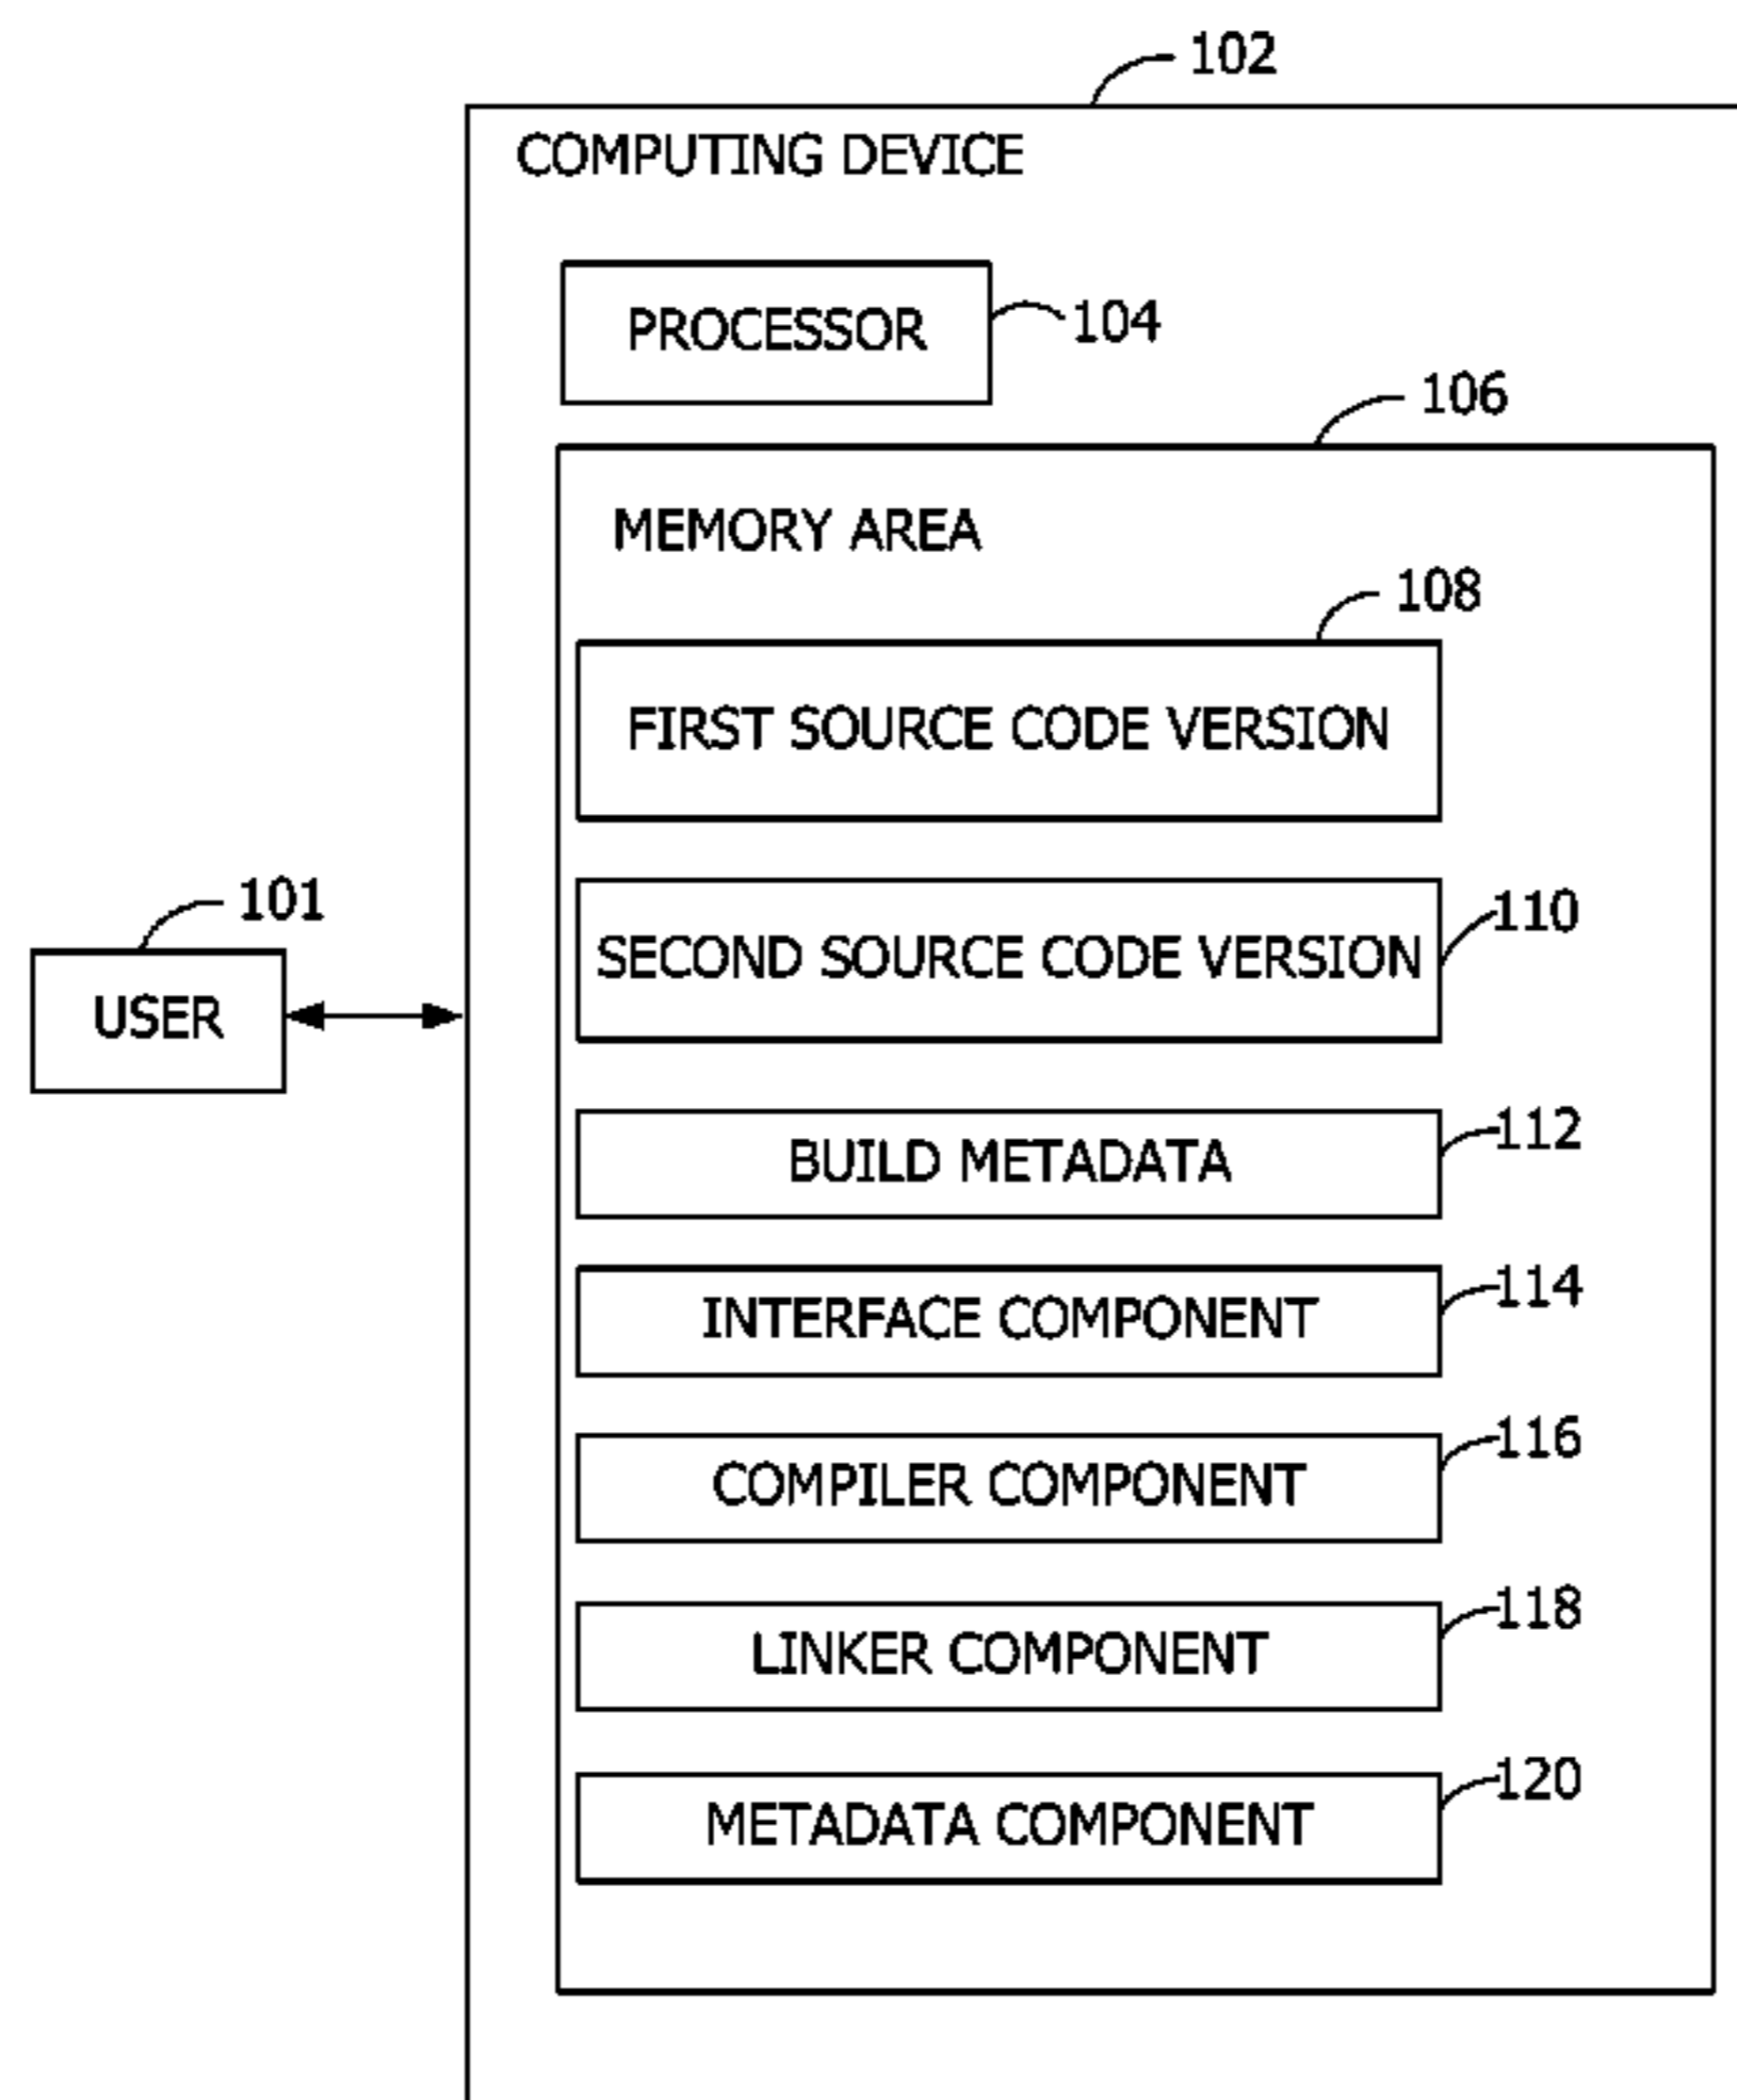 102
COMPUTING DEVICE
PROCESSOR
104
106
MEMORY AREA
108
FIRST SOURCE CODE VERSION
101
USER
SECOND SOURCE CODE VERSION
110
BUILD METADATA
112
INTERFACE COMPONENT
114
COMPILER COMPONENT
116
LINKER COMPONENT
118
METADATA COMPONENT
120